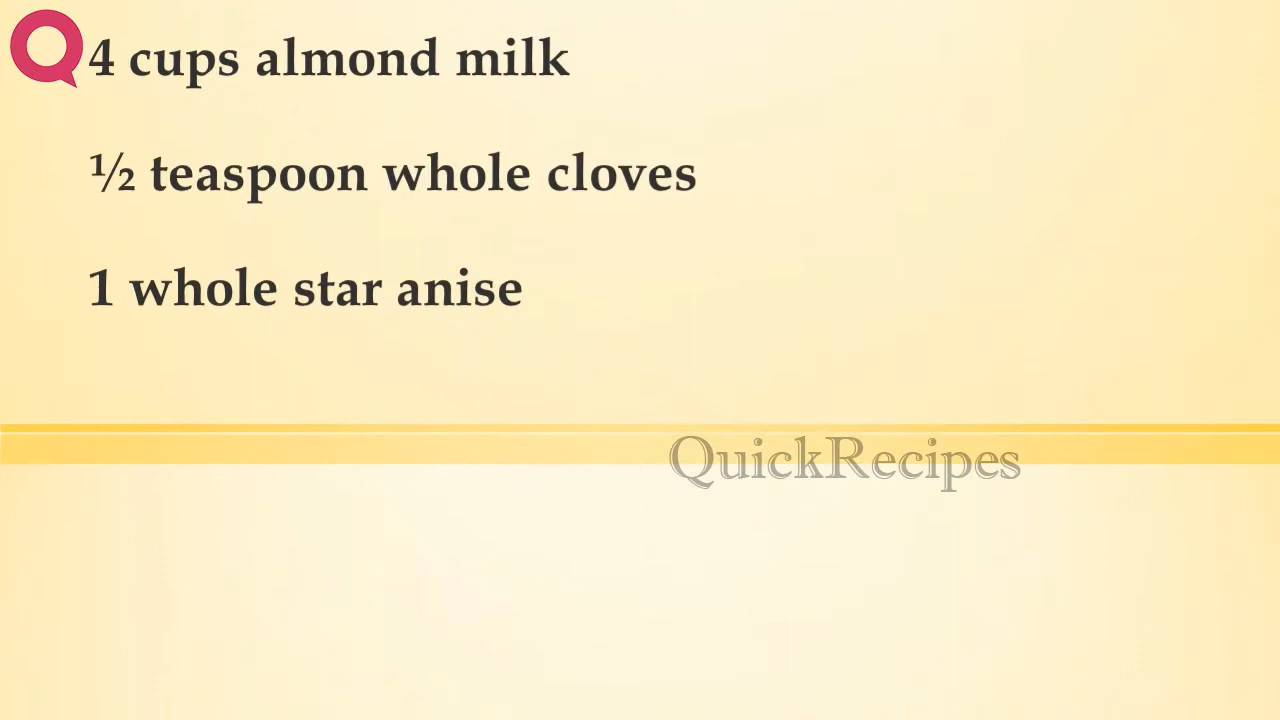 4 cups almond milk
½ teaspoon whole cloves
1 whole star anise
QuickRecipes